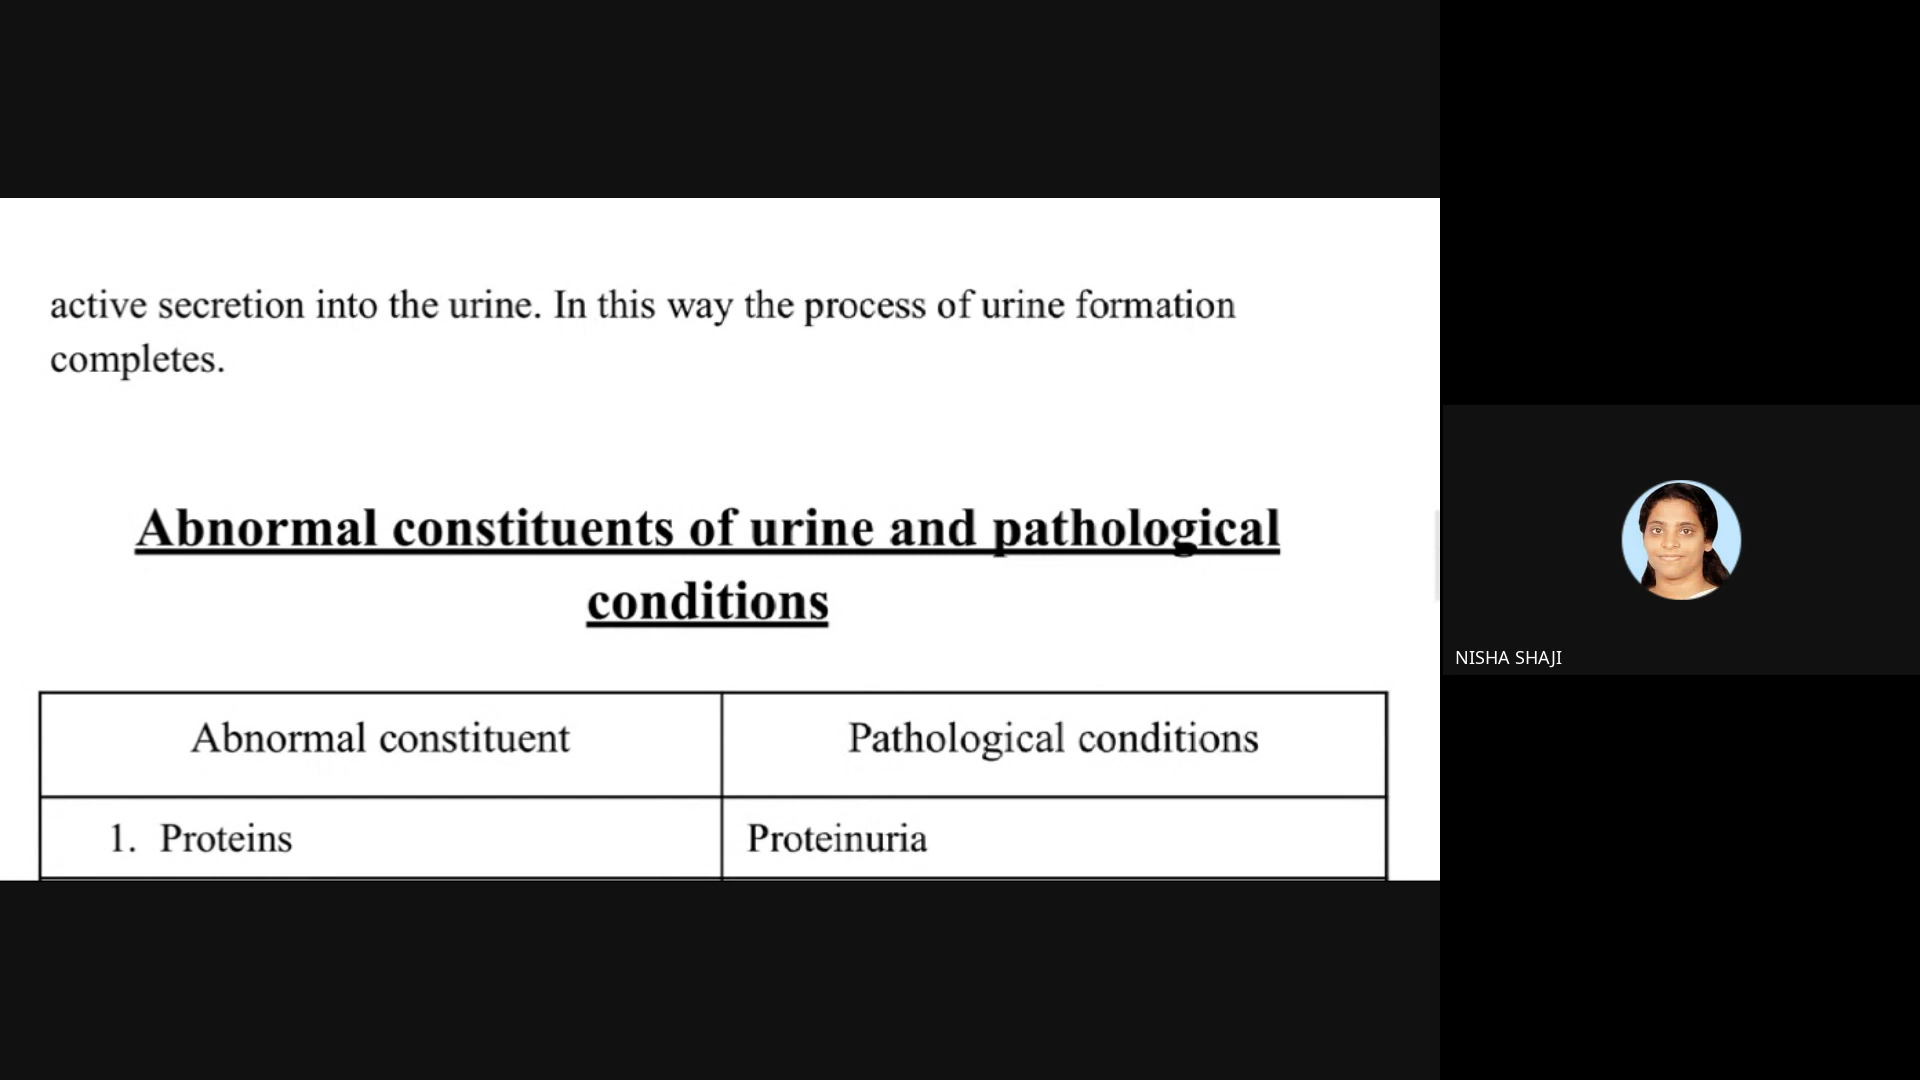 active secretion into the urine. In this way the process of urine formation
completes.
Abnormal constituents of urine and pathological
conditions
Abnormal constituent
Pathological conditions
1. Proteins
Proteinuria
NISHA SHAJI